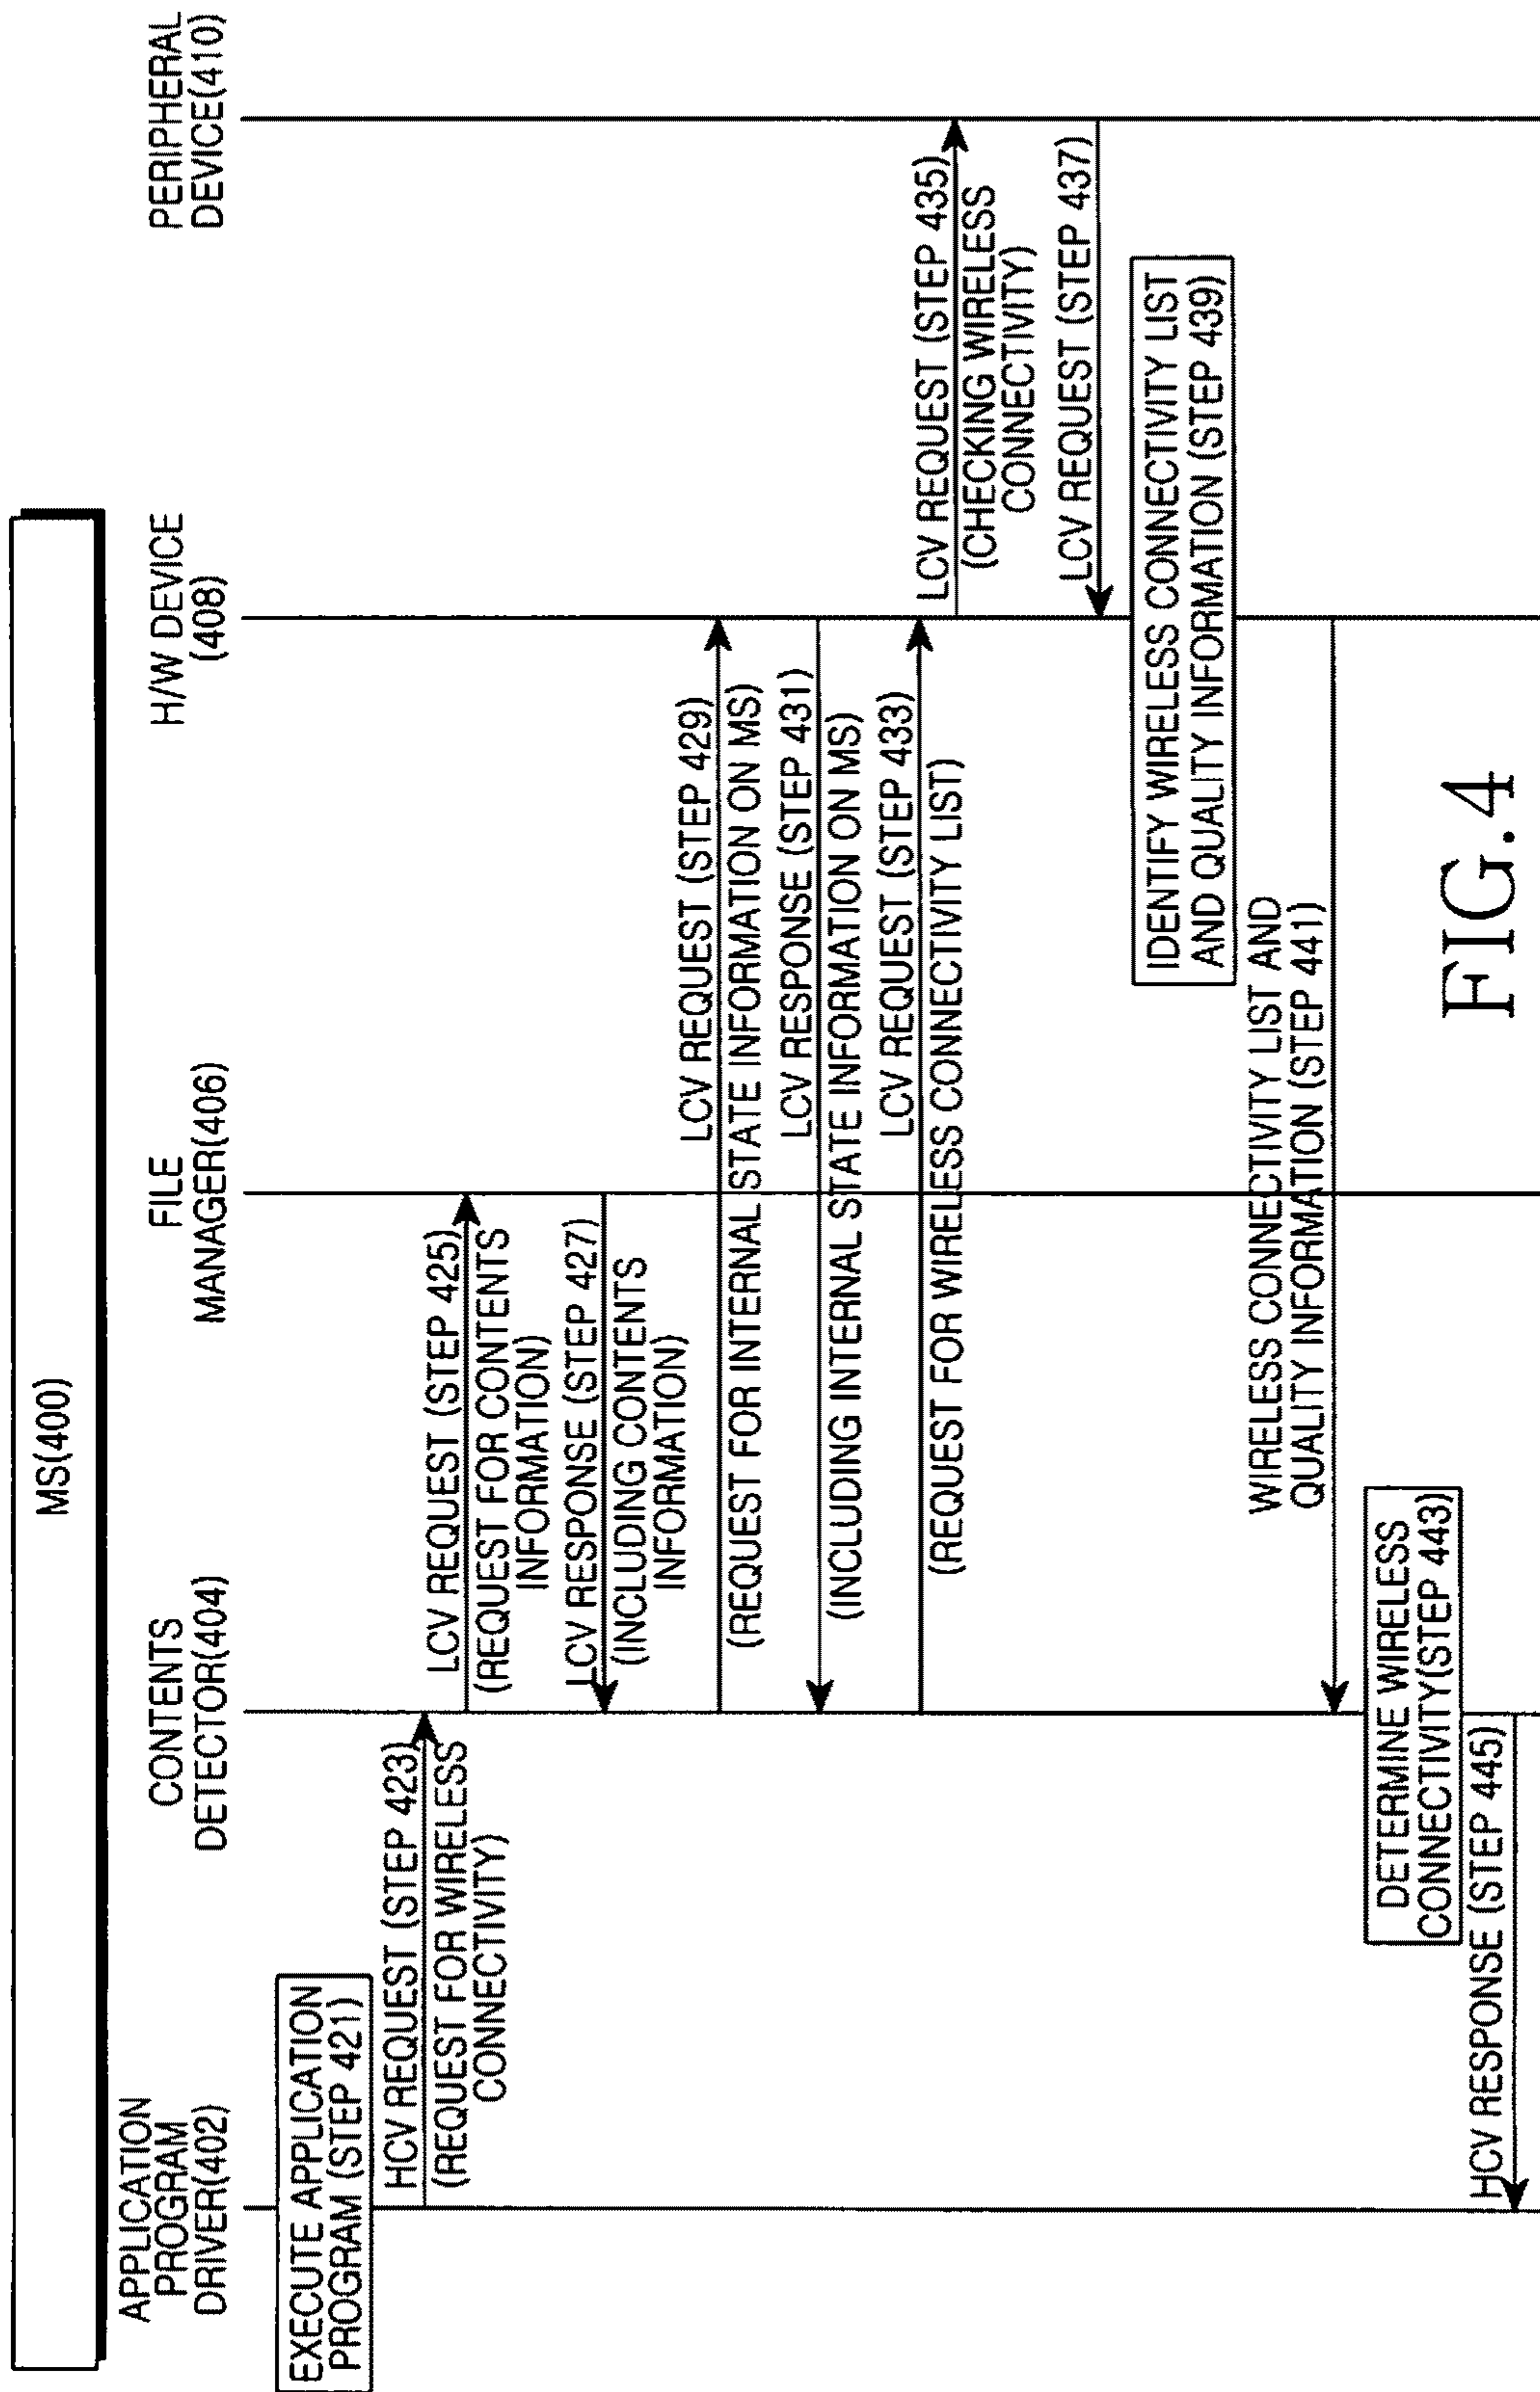 MS(400)
APPLICATION
PROGRAM
DRIVER(402)
CONTENTS
DETECTOR(404)
FILE
MANAGER(406)
H/W DEVICE
(408)
PERIPHERAL
DEVICE(410)
EXECUTE APPLICATION
PROGRAM (STEP 421)
HCV REQUEST (STEP 423)
(REQUEST FOR WIRELESS
CONNECTIVITY)
LCV REQUEST (STEP 425)
(REQUEST FOR CONTENTS
INFORMATION)
LCV RESPONSE (STEP 427)
(INCLUDING CONTENTS
INFORMATION)
LCV REQUEST (STEP 429)
(REQUEST FOR INTERNAL STATE INFORMATION ON MS)
LCV RESPONSE (STEP 431)
(INCLUDING INTERNAL STATE INFORMATION ON MS)
LCV REQUEST (STEP 433)
(REQUEST FOR WIRELESS CONNECTIVITY LIST)
LCV REQUEST (STEP 435)
(CHECKING WIRELESS
CONNECTIVITY)
LCV REQUEST (STEP 437)
IDENTIFY WIRELESS CONNECTIVITY LIST
AND QUALITY INFORMATION (STEP 439)
WIRELESS CONNECTIVITY LIST AND
QUALITY INFORMATION (STEP 441)
DETERMINE WIRELESS
CONNECTIVITY(STEP 443)
HCV RESPONSE (STEP 445)
FIG.4